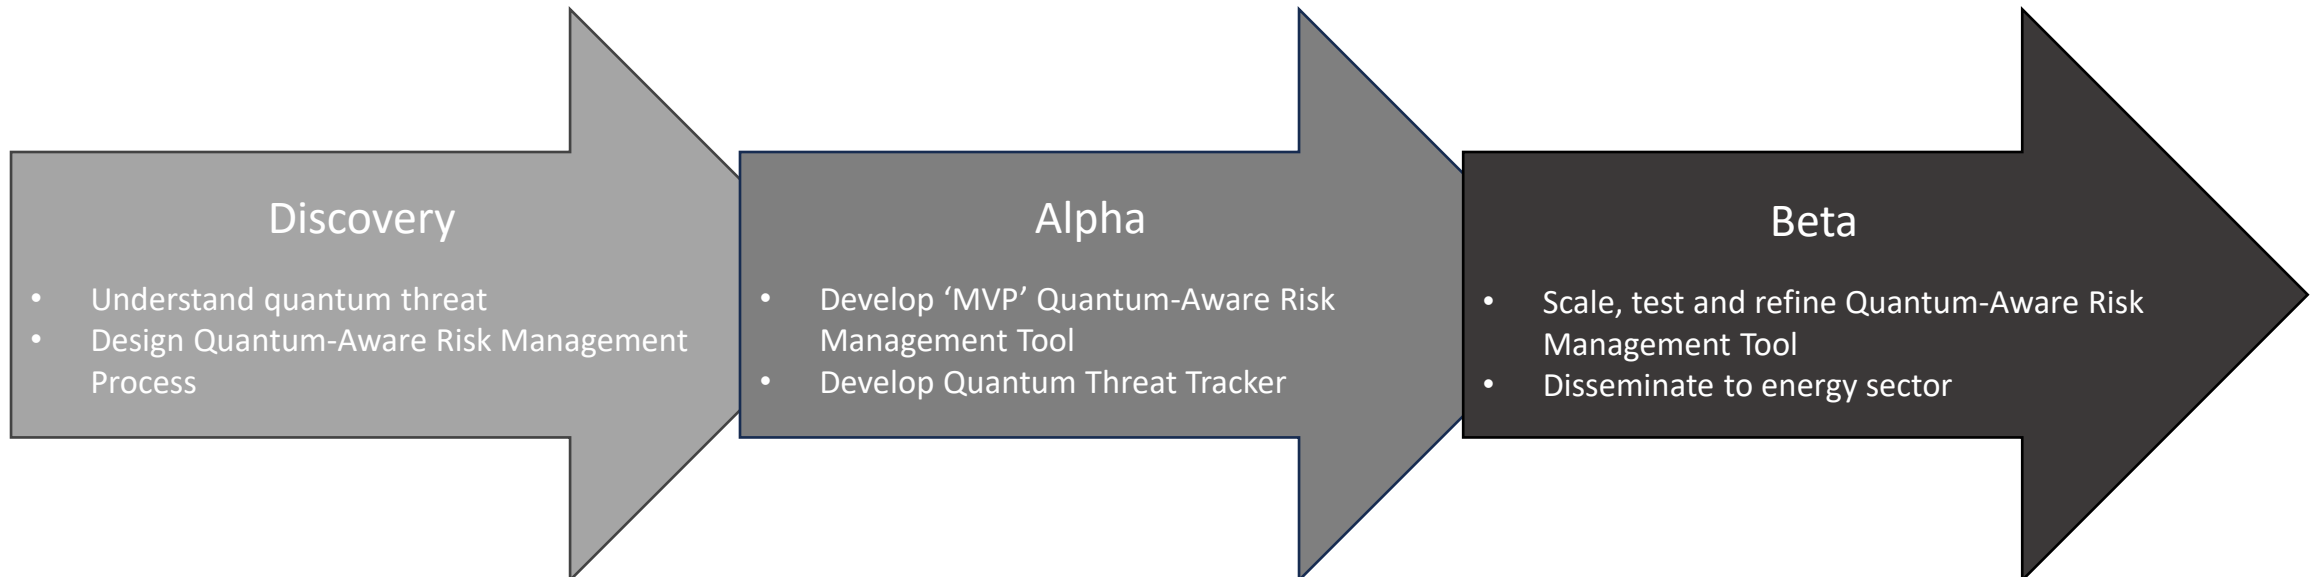 Discovery
• Understand quantum threat
• Design Quantum-Aware Risk Management
Process
Alpha
• Develop ‘MVP’ Quantum-Aware Risk
Management Tool
• Develop Quantum Threat Tracker
Beta
• Scale, test and refine Quantum-Aware Risk
Management Tool
• Disseminate to energy sector